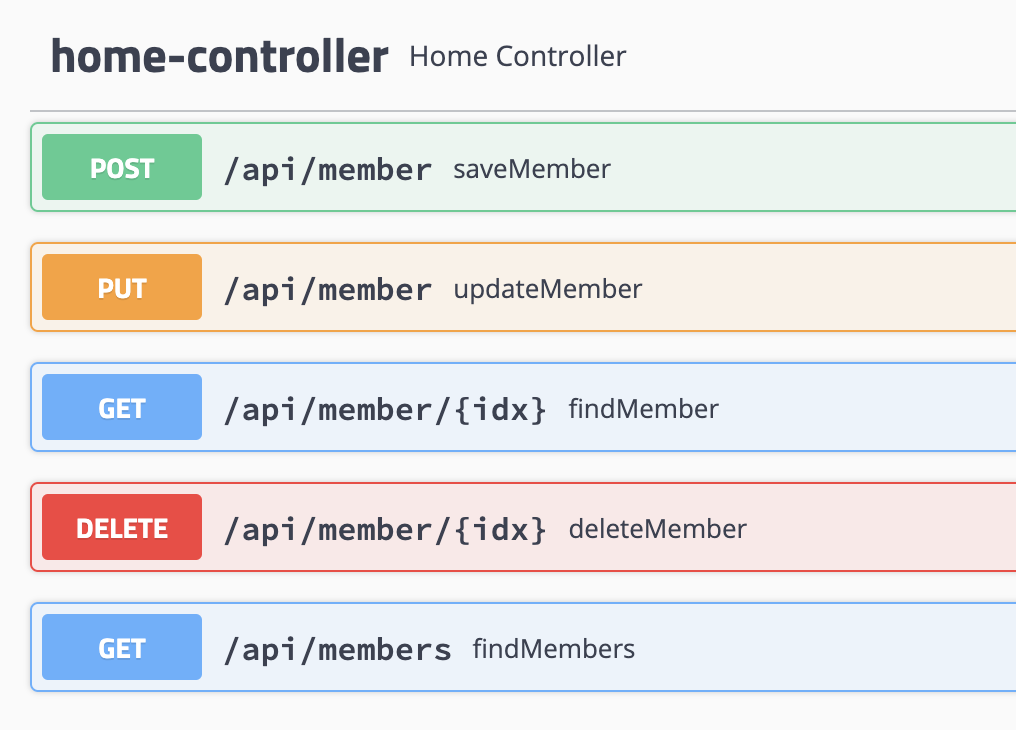 home-controller Home Controller
POST /api/member saveMember
PUT /api/member updateMember
GET /api/member/{idx} findMember
DELETE /api/member/{idx} deleteMember
GET /api/members findMembers